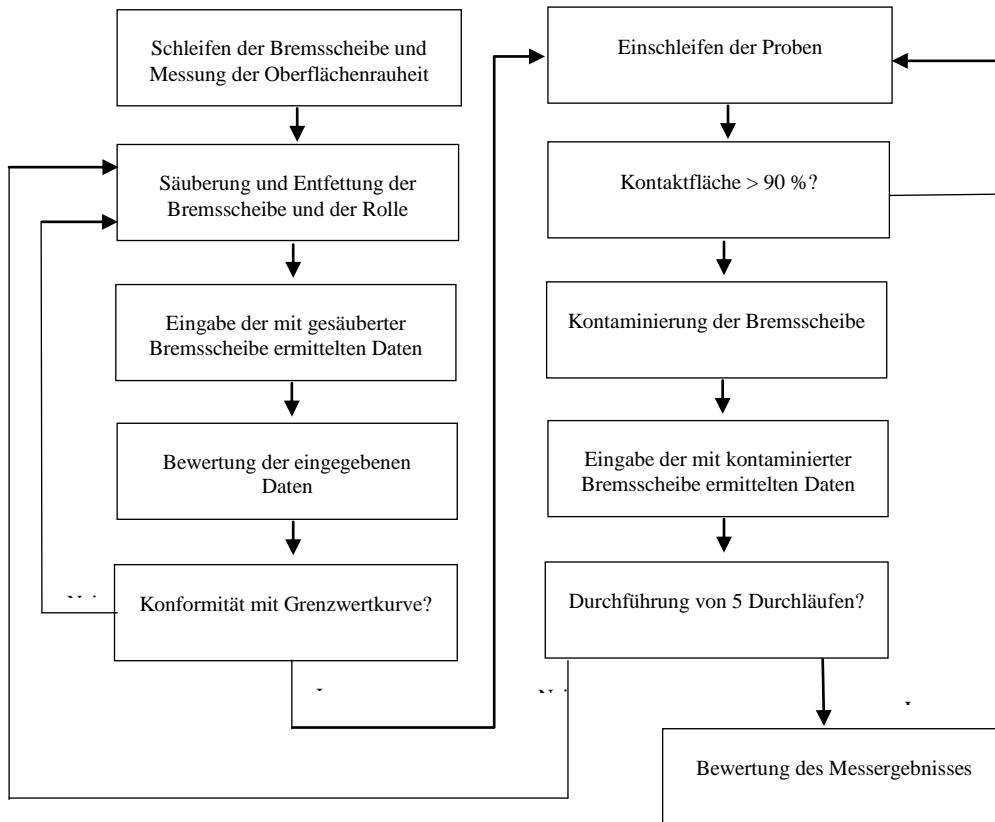 Schleifen der Bremsscheibe und
Messung der Oberflächenrauheit
Säuberung und Entfettung der
Bremsscheibe und der Rolle
Eingabe der mit gesäuberter
Bremsscheibe ermittelten Daten
Bewertung der eingegebenen
Daten
Konformität mit Grenzwertkurve?
Einschleifen der Proben
Kontaktfläche > 90 %?
Kontaminierung der Bremsscheibe
Eingabe der mit kontaminierter
Bremsscheibe ermittelten Daten
Durchführung von 5 Durchläufen?
Bewertung des Messergebnisses